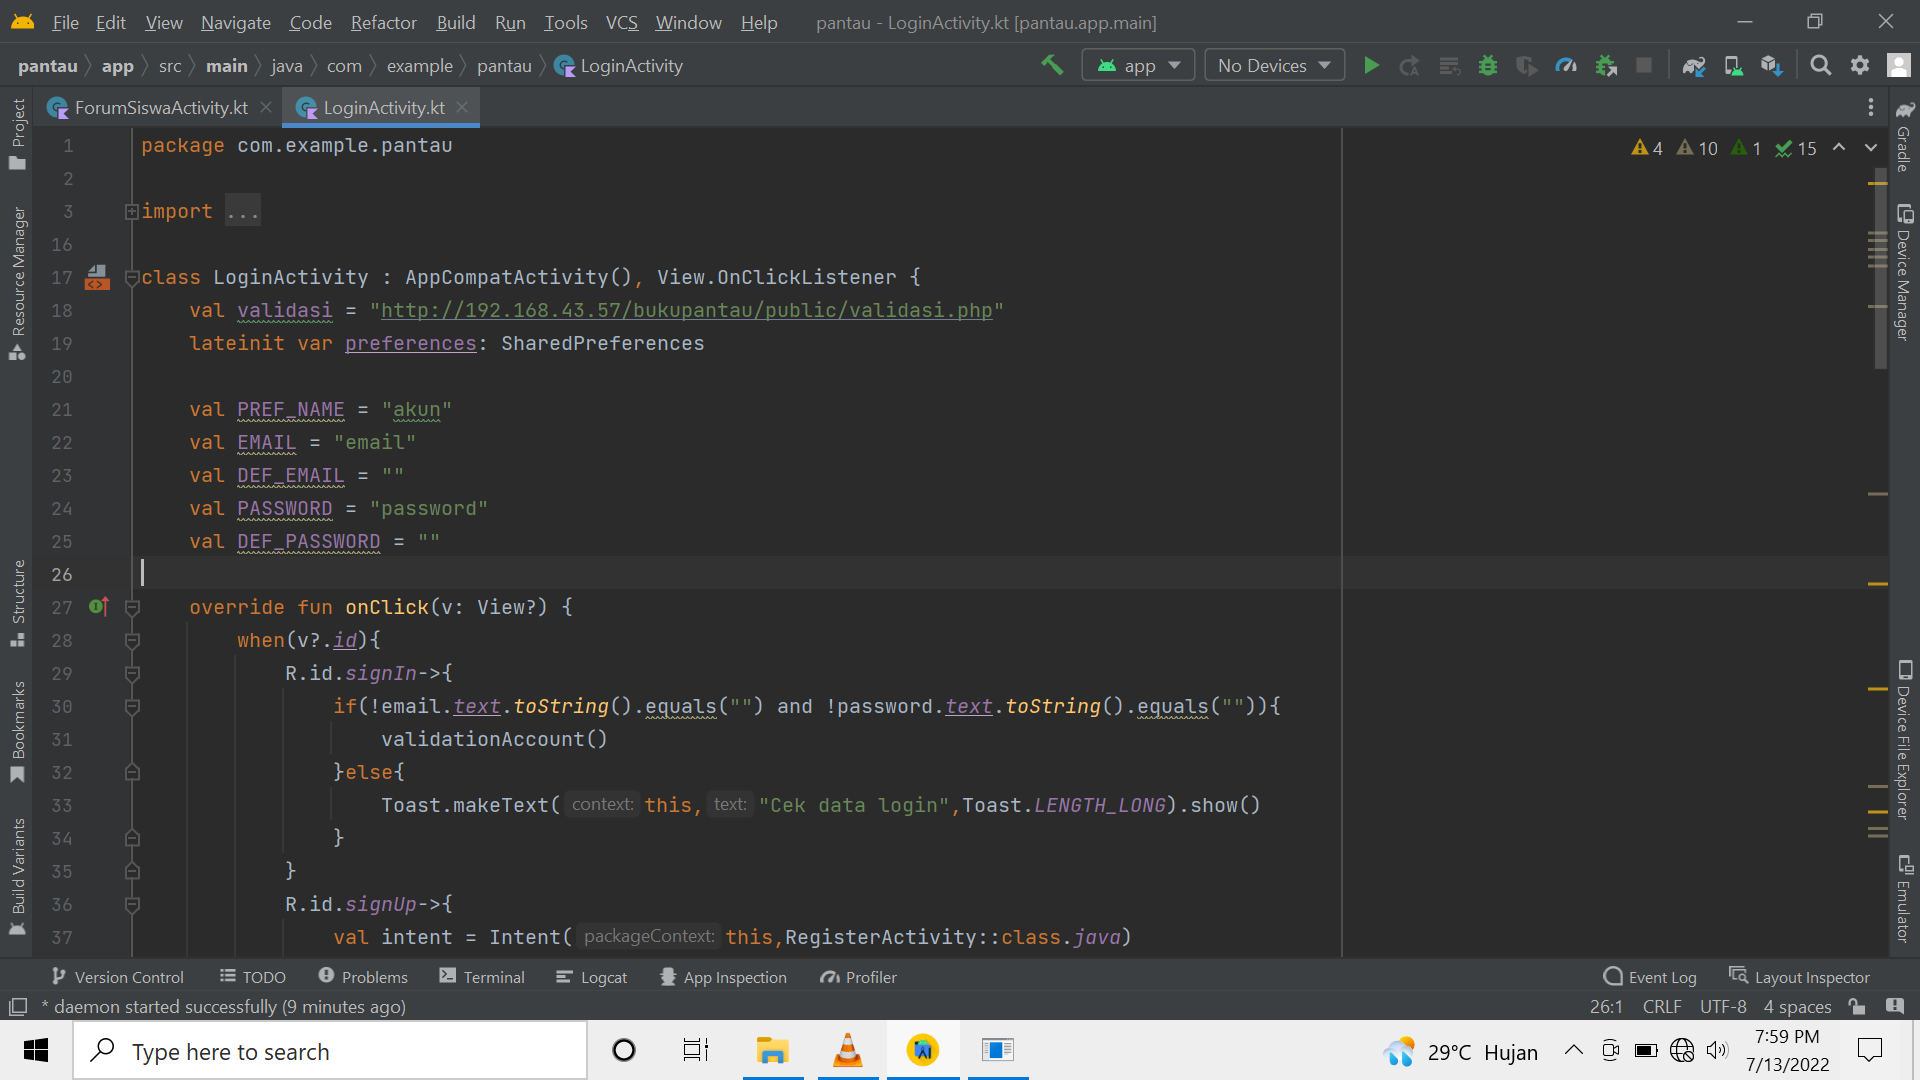 File Edit View Navigate Code Refactor Build Run Tools VCS Window Help pantau - LoginActivity.kt [pantau.app.main]
pantau app src main java com example pantau LoginActivity app No Devices
ForumSiswaActivity.kt LoginActivity.kt
Project
Resource Manager
Structure
Bookmarks
Build Variants
4 10 1 15
1 package com.example.pantau
2
3 import ...
16
17 class LoginActivity : AppCompatActivity(), View.OnClickListener {
18 val validasi = "http://192.168.43.57/bukupantau/public/validasi.php"
19 lateinit var preferences: SharedPreferences
20
21 val PREF_NAME = "akun"
22 val EMAIL = "email"
23 val DEF_EMAIL = ""
24 val PASSWORD = "password"
25 val DEF_PASSWORD = ""
26
27 override fun onClick(v: View?) {
28 when(v?.id){
29 R.id.signIn->{
30 if(!email.text.toString().equals("") and !password.text.toString().equals("")){
31 validationAccount()
32 }else{
33 Toast.makeText( context: this, text: "Cek data login",Toast.LENGTH_LONG).show()
34 }
35 }
36 R.id.signUp->{
37 val intent = Intent( packageContext: this,RegisterActivity::class.java)
Gradle
Device Manager
Device File Explorer
Emulator
Version Control TODO Problems Terminal Logcat App Inspection Profiler Event Log Layout Inspector
* daemon started successfully (9 minutes ago) 26:1 CRLF UTF-8 4 spaces
Type here to search 29°C Hujan 7:59 PM
7/13/2022